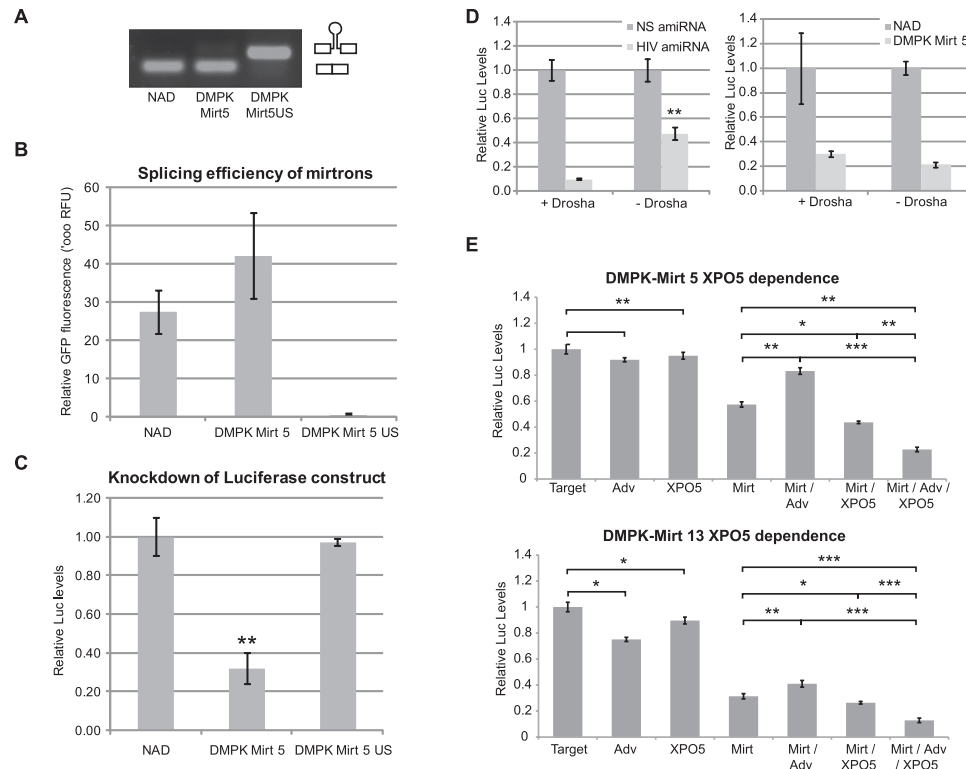 A
NAD
DMPK
Mirt5
DMPK
Mirt5US
B
Splicing efficiency of mirtrons
Relative GFP fluorescence ('ooo RFU)
60
50
40
30
20
10
0
NAD
DMPK Mirt 5
DMPK Mirt 5 US
C
Knockdown of Luciferase construct
Relative Luc levels
1.20
1.00
0.80
0.60
0.40
0.20
0.00
**
NAD
DMPK Mirt 5
DMPK Mirt 5 US
D
Relative Luc Levels
1.4
1.2
1.0
0.8
0.6
0.4
0.2
0.0
NS amiRNA
HIV amiRNA
**
+ Drosha
- Drosha
Relative Luc Levels
1.4
1.2
1.0
0.8
0.6
0.4
0.2
0.0
NAD
DMPK Mirt 5
+ Drosha
- Drosha
E
DMPK-Mirt 5 XPO5 dependence
Relative Luc Levels
1.4
1.2
1
0.8
0.6
0.4
0.2
0
**
**
*
**
**
***
Target
Adv
XPO5
Mirt
Mirt /
Adv
Mirt /
XPO5
Mirt / Adv /
XPO5
DMPK-Mirt 13 XPO5 dependence
Relative Luc Levels
1.4
1.2
1
0.8
0.6
0.4
0.2
0
*
*
***
*
***
**
***
Target
Adv
XPO5
Mirt
Mirt /
Adv
Mirt /
XPO5
Mirt / Adv
/ XPO5